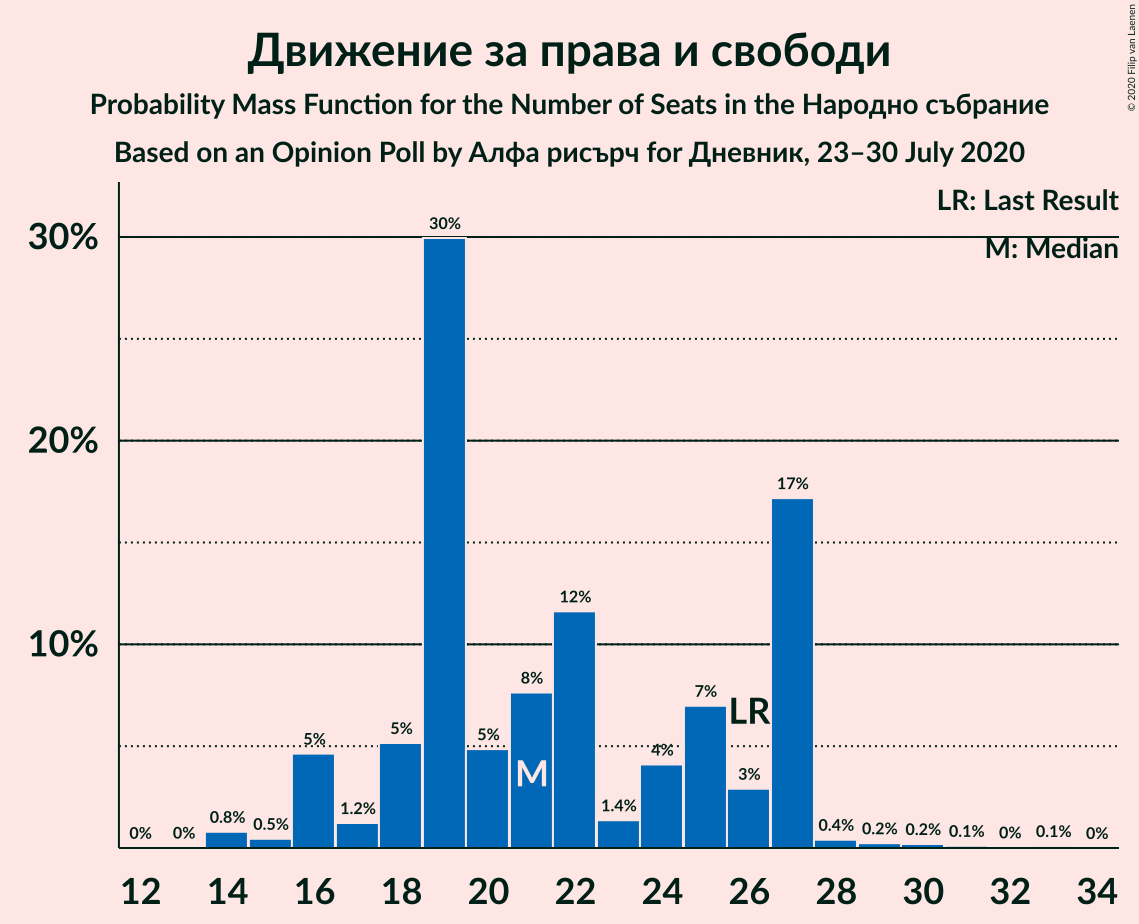 Движение за права и свободи
Probability Mass Function for the Number of Seats in the Народно събрание
Based on an Opinion Poll by Алфа рисърч for Дневник, 23–30 July 2020
© 2020 Filip van Laenen
LR: Last Result
M: Median
30%
20%
10%
0% 0% 0.8% 0.5% 5% 1.2% 5% 30% 5% 8% 12% 1.4% 4% 7% 3% 17% 0.4% 0.2% 0.2% 0.1% 0% 0.1% 0%
LR
M
12 14 16 18 20 22 24 26 28 30 32 34